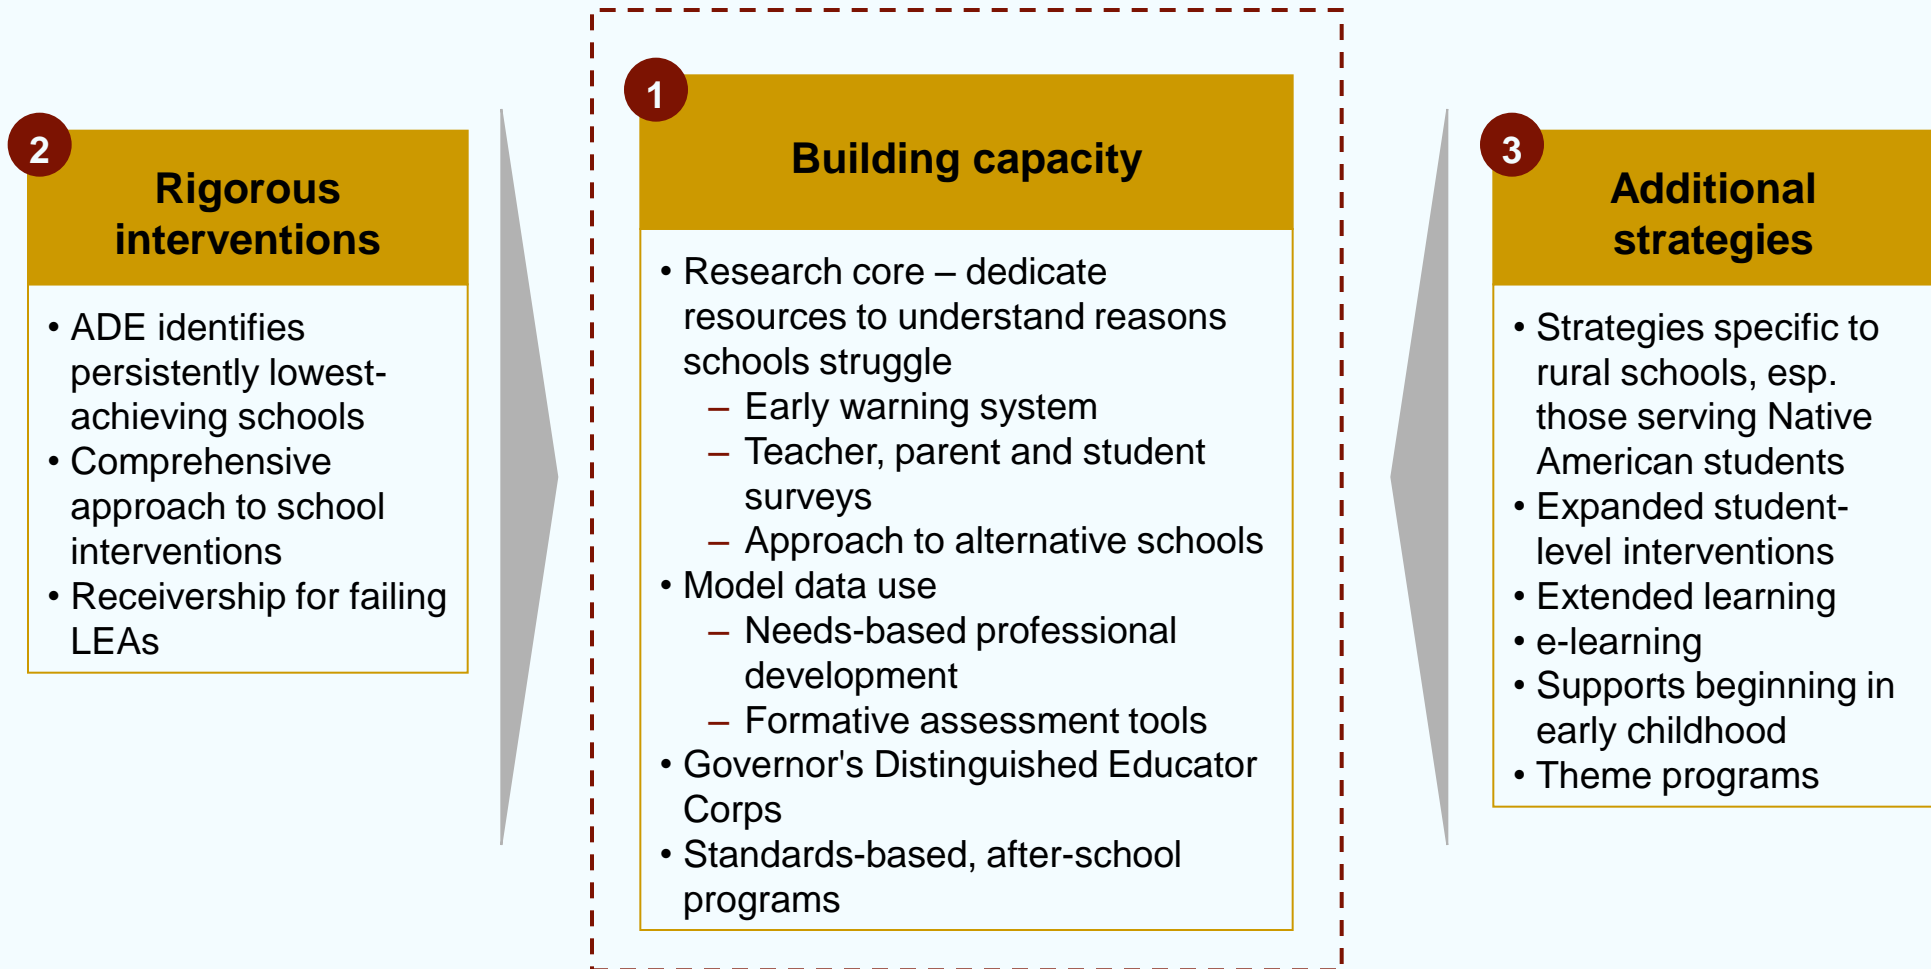 2
Rigorous
interventions
• ADE identifies
persistently lowest-
achieving schools
• Comprehensive
approach to school
interventions
• Receivership for failing
LEAs
1
Building capacity
• Research core – dedicate
resources to understand reasons
schools struggle
– Early warning system
– Teacher, parent and student
surveys
– Approach to alternative schools
• Model data use
– Needs-based professional
development
– Formative assessment tools
• Governor's Distinguished Educator
Corps
• Standards-based, after-school
programs
3
Additional
strategies
• Strategies specific to
rural schools, esp.
those serving Native
American students
• Expanded student-
level interventions
• Extended learning
• e-learning
• Supports beginning in
early childhood
• Theme programs